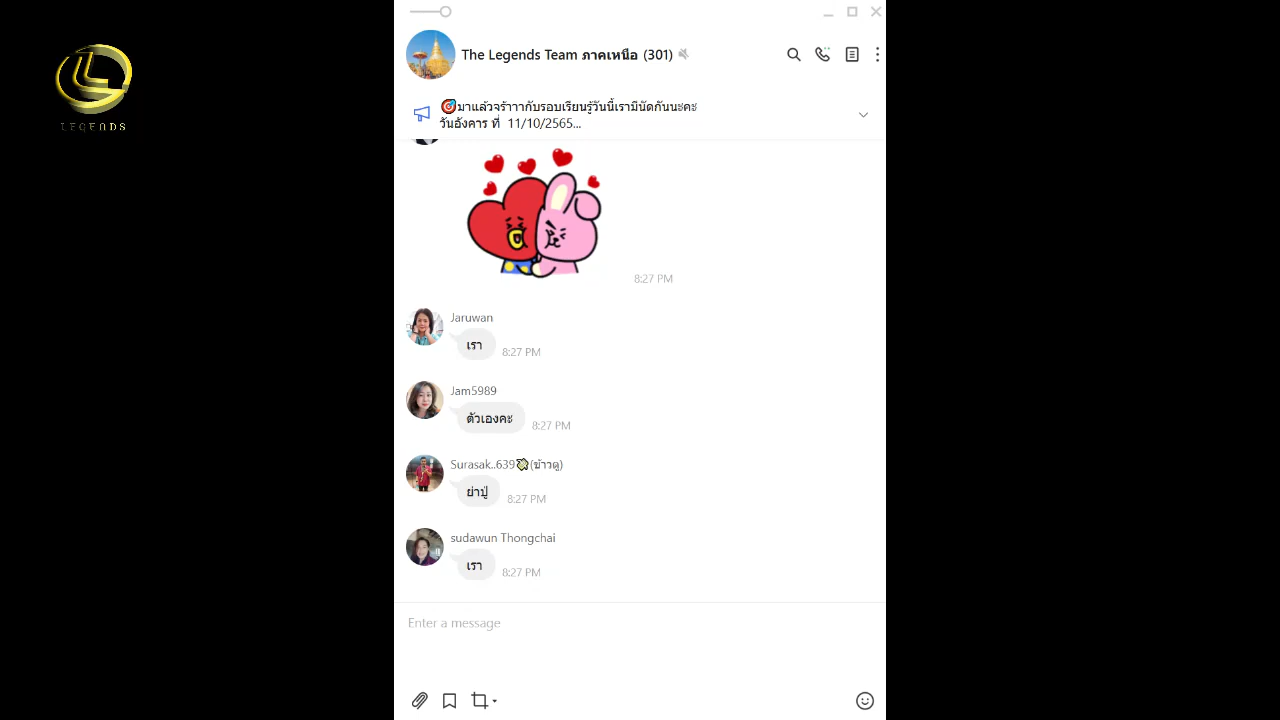 LEGENDS
The Legends Team ภาคเหนือ (301)
🎯มาแล้วจร้าาากับรอบเรียนรู้วันนี้เรามีนัดกันนะคะ
วันอังคาร ที่ 11/10/2565...
8:27 PM
Jaruwan
เรา
8:27 PM
Jam5989
ตัวเองคะ
8:27 PM
Surasak..639💱(ข้าวตู)
ย่าปู่
8:27 PM
sudawun Thongchai
เรา
8:27 PM
Enter a message